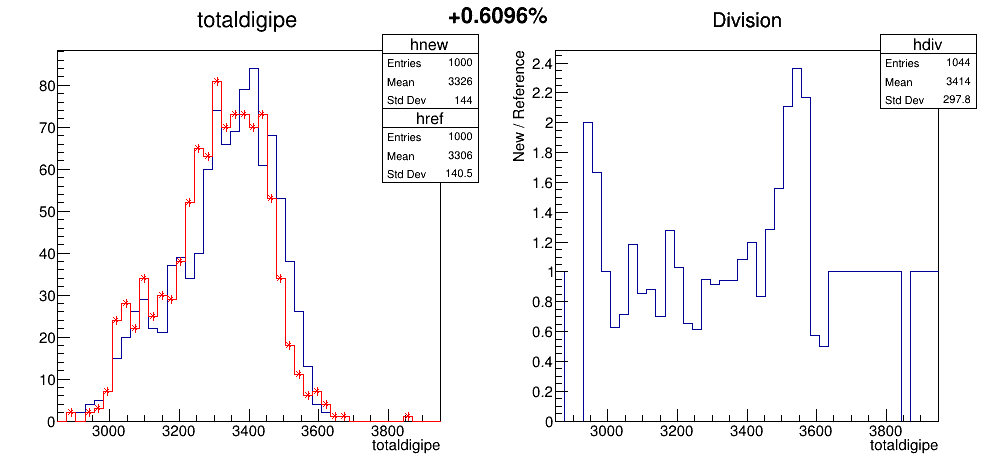 totaldigipe
+0.6096%
Division
hnew
Entries 1000
Mean 3326
Std Dev 144
href
Entries 1000
Mean 3306
Std Dev 140.5
80
70
60
50
40
30
20
10
0
3000 3200 3400 3600 3800
totaldigipe
hdiv
Entries 1044
Mean 3414
Std Dev 297.8
New / Reference
2.4
2.2
2
1.8
1.6
1.4
1.2
1
0.8
0.6
0.4
0.2
0
3000 3200 3400 3600 3800
totaldigipe